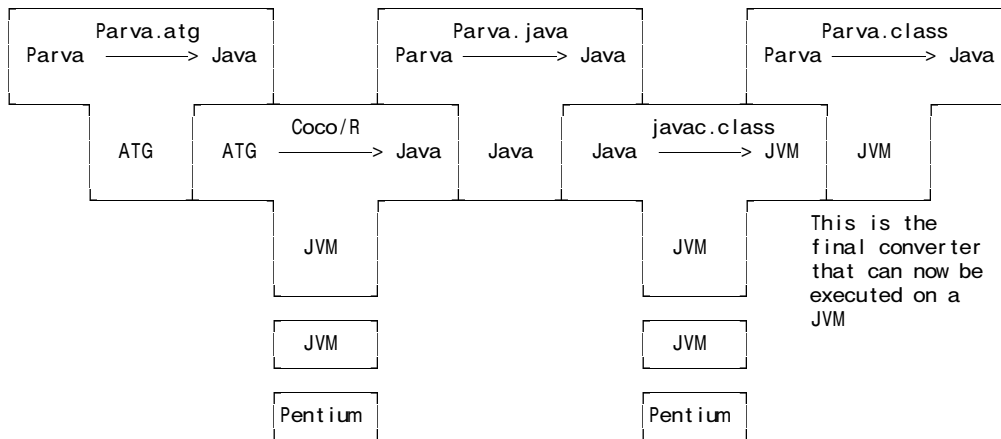 Parva.atg Parva.java Parva.class
Parva ————> Java Parva ————> Java Parva ————> Java
Coco/R javac.class
ATG ATG ————> Java Java Java ————> JVM JVM
This is the
JVM JVM final converter
that can now be
executed on a
JVM JVM JVM
Pentium Pentium